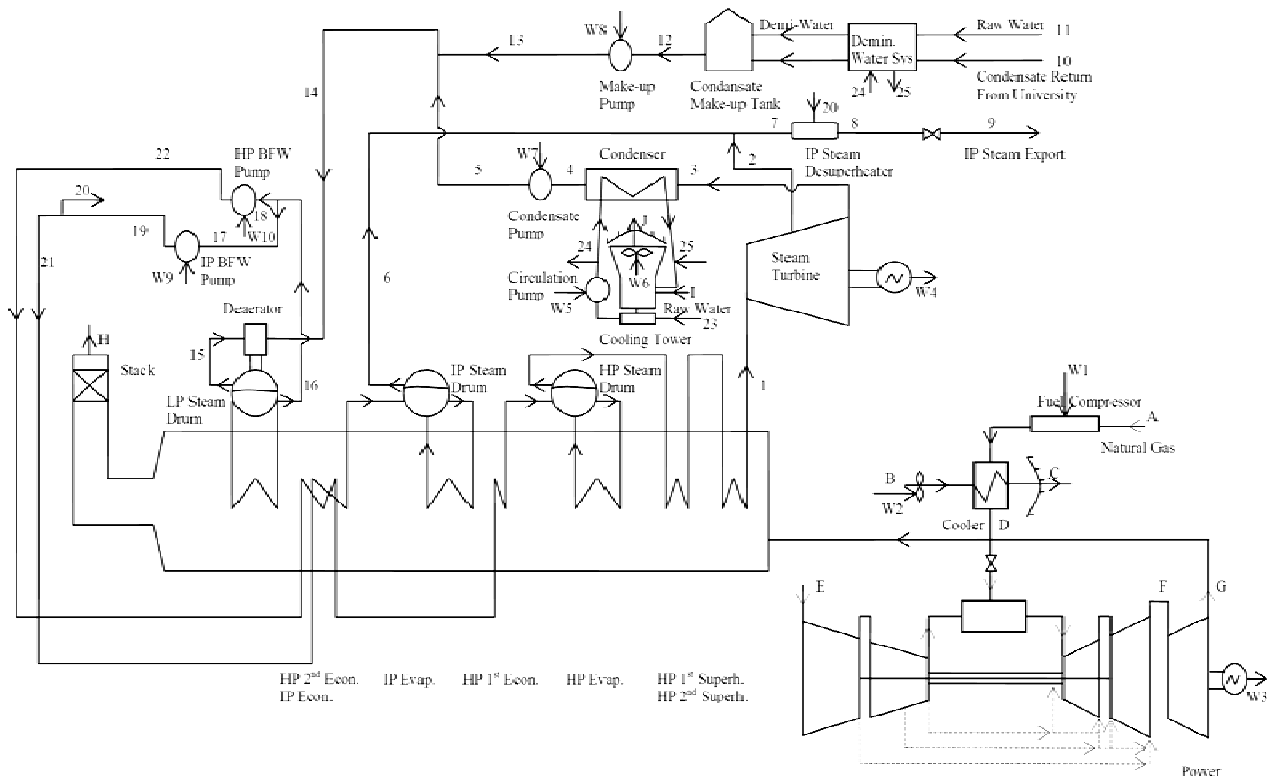 W8
13
12
Demi-Water
Raw Water
11
Demin.
Water Sys
10
14
Make-up
Pump
Condansate
Make-up Tank
24
25
Condensate Return
From University
20
7
8
9
22
HP BFW
Pump
W7
Condenser
2
IP Steam
Desuperheater
IP Steam Export
5
4
3
20
18
Condensate
Pump
J
19
17
W10
24
25
Steam
Turbine
21
W9
IP BFW
Pump
6
Circulation
Pump
W6
I
W4
W5
Raw Water
23
Deaerator
Cooling Tower
H
Stack
15
IP Steam
Drum
HP Steam
Drum
1
16
LP Steam
Drum
W1
Fuel Compressor
A
Natural Gas
B
C
W2
Cooler
D
E
F
G
HP 2nd Econ.
IP Econ.
IP Evap.
HP 1st Econ.
HP Evap.
HP 1st Superh.
HP 2nd Superh.
W3
Power